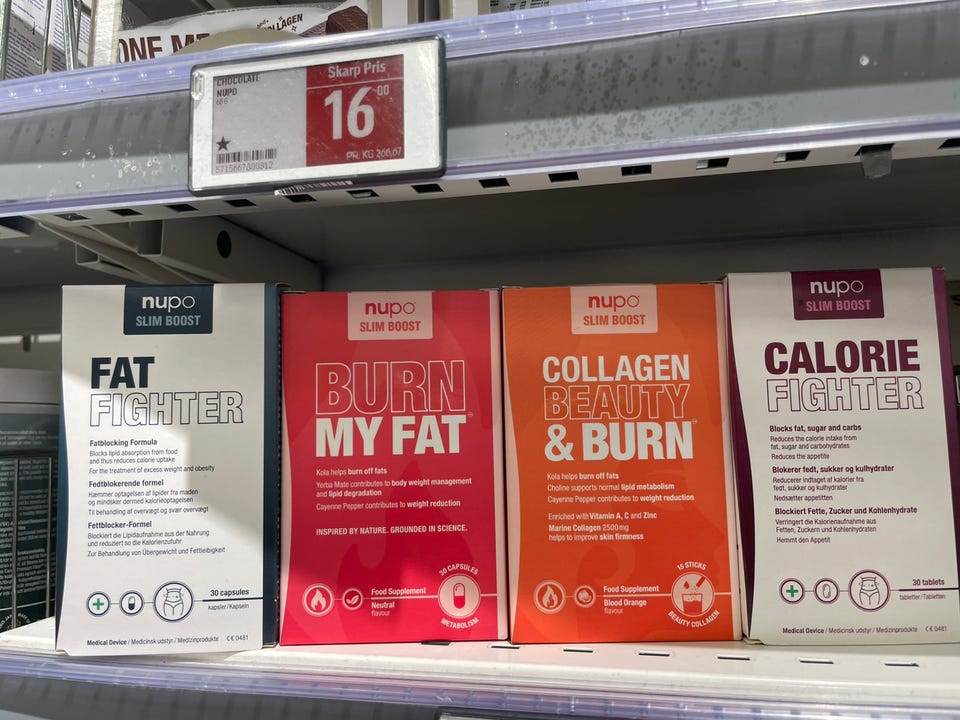 ONE M
COLLAGEN
CHOCOLATE
NUPO
60 G
5715667800312
Skarp Pris
16.00
PR. KG 266,67
nupo
SLIM BOOST
FAT
FIGHTER
Fatblocking Formula
Blocks lipid absorption from food
and thus reduces calorie uptake
For the treatment of excess weight and obesity
Fedtblokerende formel
Hæmmer optagelsen af lipider fra maden
og mindsker dermed kalorieoptagelsen
Til behandling af overvægt og svær overvægt
Fettblocker-Formel
Blockiert die Lipidaufnahme aus der Nahrung
und reduziert so die Kalorienzufuhr
Zur Behandlung von Übergewicht und Fettleibigkeit
30 capsules
kapsler/Kapseln
Medical Device / Medicinsk udstyr / Medizinprodukte CE 0481
nupo
SLIM BOOST
BURN
MY FAT
Kola helps burn off fats
Yerba Mate contributes to body weight management
and lipid degradation
Cayenne Pepper contributes to weight reduction
INSPIRED BY NATURE. GROUNDED IN SCIENCE.
Food Supplement
Neutral
flavour
30 CAPSULES
METABOLISM
nupo
SLIM BOOST
COLLAGEN
BEAUTY
& BURN
Kola helps burn off fats
Choline supports normal lipid metabolism
Cayenne Pepper contributes to weight reduction
Enriched with Vitamin A, C and Zinc
Marine Collagen 2500 mg
helps to improve skin firmness
Food Supplement
Blood Orange
flavour
15 STICKS
BEAUTY COLLAGEN
nupo
SLIM BOOST
CALORIE
FIGHTER
Blocks fat, sugar and carbs
Reduces the calorie intake from
fat, sugar and carbohydrates
Reduces the appetite
Blokerer fedt, sukker og kulhydrater
Reducerer indtaget af kalorier fra
fedt, sukker og kulhydrater
Nedsætter appetitten
Blockiert Fette, Zucker und Kohlenhydrate
Verringert die Kalorienaufnahme aus
Fetten, Zuckern und Kohlenhydraten
Hemmt den Appetit
30 tablets
tabletter/Tabletten
Medical Device / Medicinsk udstyr / Medizinprodukte CE 0481